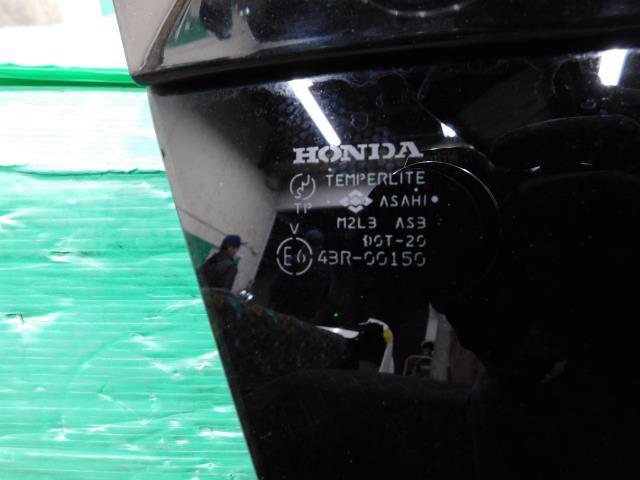 HONDA
TEMPERLITE
TP ASAHI
M2L3 AS3
V
DOT-20
E6 43R-00150